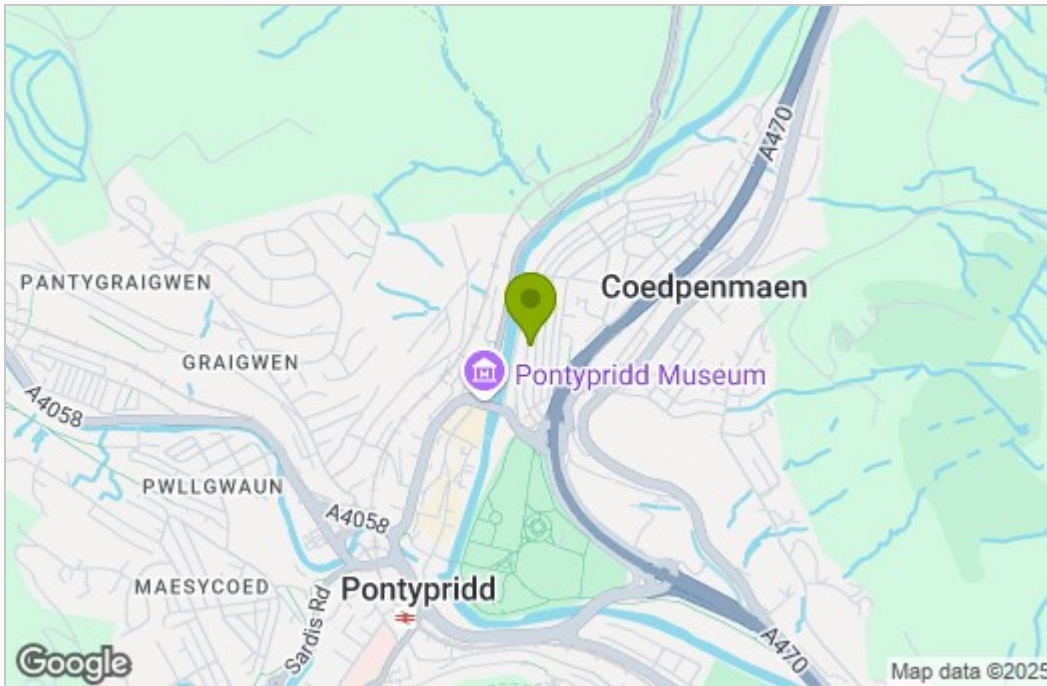 A470
PANTYGRAIGWEN
Coedpenmaen
GRAIGWEN
Pontypridd Museum
A4058
PWLLGWAUN
A4058
MAESYCOED
Pontypridd
Sardis Rd
A470
Google
Map data ©2025